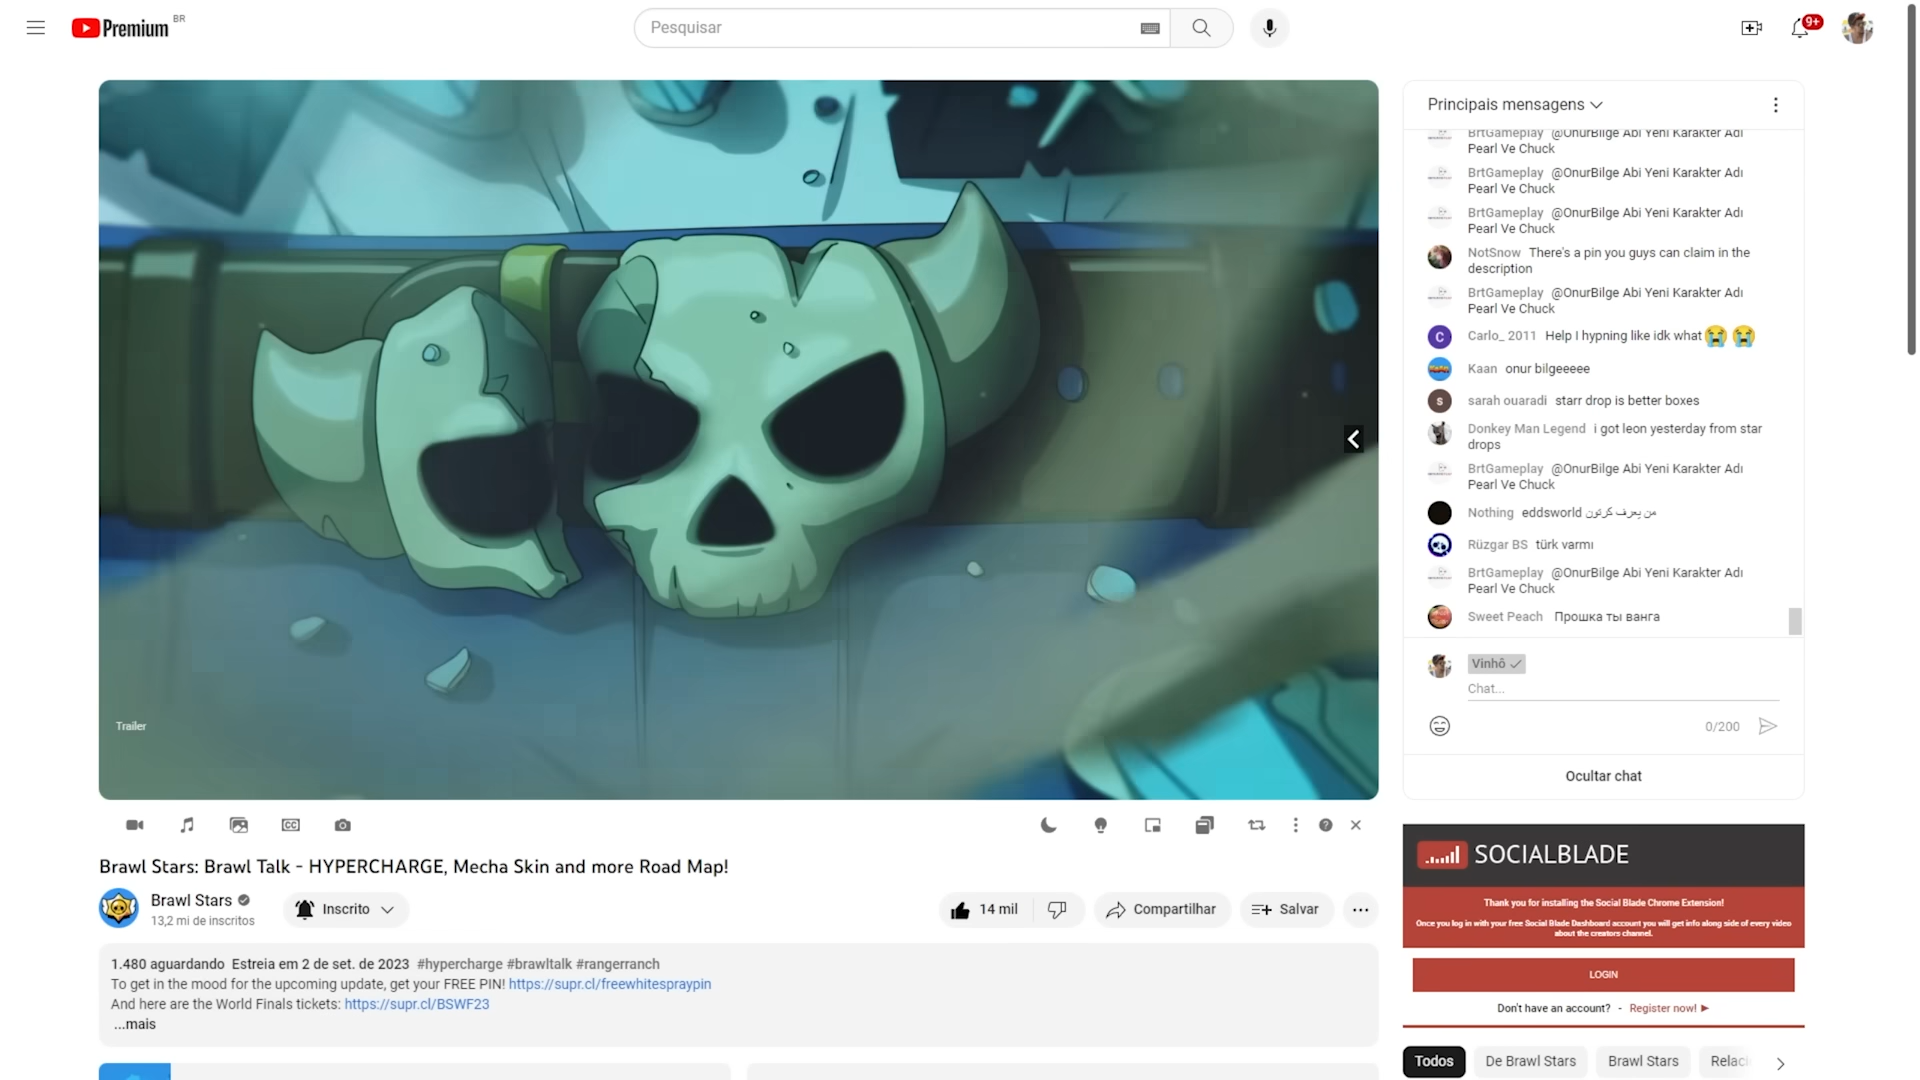 Premium BR
Pesquisar
9+
Trailer
Principais mensagens
BrtGameplay @OnurBilge Abi Yeni Karakter Adı
Pearl Ve Chuck
BrtGameplay @OnurBilge Abi Yeni Karakter Adı
Pearl Ve Chuck
BrtGameplay @OnurBilge Abi Yeni Karakter Adı
Pearl Ve Chuck
NotSnow There's a pin you guys can claim in the
description
BrtGameplay @OnurBilge Abi Yeni Karakter Adı
Pearl Ve Chuck
C Carlo_ 2011 Help I hypning like idk what😭 😭
Kaan onur bilgeeeee
s sarah ouaradi starr drop is better boxes
Donkey Man Legend i got leon yesterday from star
drops
BrtGameplay @OnurBilge Abi Yeni Karakter Adı
Pearl Ve Chuck
Nothing eddsworld من يعرف كرتون
Rüzgar BS türk varmı
BrtGameplay @OnurBilge Abi Yeni Karakter Adı
Pearl Ve Chuck
Sweet Peach Прошка ты ванга
Vinhô
Chat...
0/200
Ocultar chat
CC
Brawl Stars: Brawl Talk - HYPERCHARGE, Mecha Skin and more Road Map!
Brawl Stars
13,2 mi de inscritos
Inscrito
14 mil
Compartilhar
Salvar
1.480 aguardando Estreia em 2 de set. de 2023 #hypercharge #brawltalk #rangerranch
To get in the mood for the upcoming update, get your FREE PIN! https://supr.cl/freewhitespraypin
And here are the World Finals tickets: https://supr.cl/BSWF23
...mais
SOCIALBLADE
Thank you for installing the Social Blade Chrome Extension!
Once you log in with your free Social Blade Dashboard account you will get info along side of every video
about the creators channel.
LOGIN
Don't have an account? - Register now! ►
Todos
De Brawl Stars
Brawl Stars
Relaci